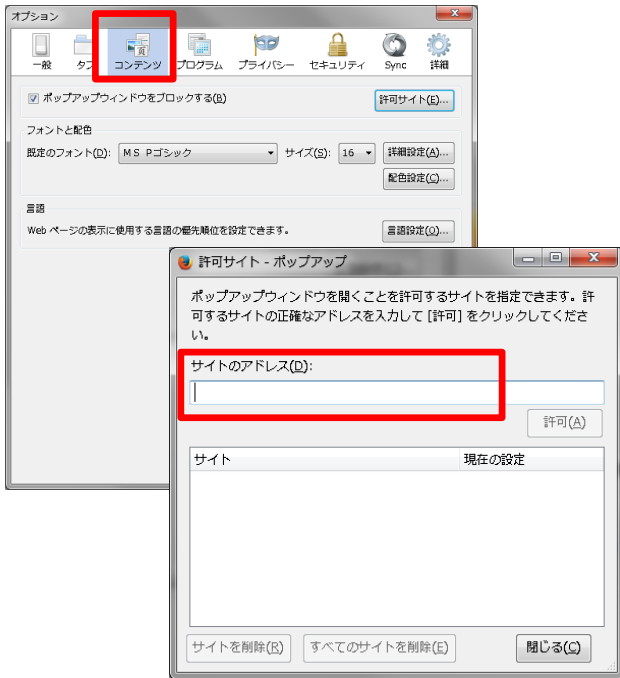 オプション
一般
タブ
コンテンツ
プログラム
プライバシー
セキュリティ
Sync
詳細
ポップアップウィンドウをブロックする(B)
許可サイト(E)...
フォントと配色
既定のフォント(D):
MS Pゴシック
サイズ(S):
16
詳細設定(A)...
配色設定(C)...
言語
Web ページの表示に使用する言語の優先順位を設定できます。
言語設定(O)...
許可サイト - ポップアップ
ポップアップウィンドウを開くことを許可するサイトを指定できます。許
可するサイトの正確なアドレスを入力して [許可] をクリックしてくださ
い。
サイトのアドレス(D):
許可(A)
サイト
現在の設定
サイトを削除(R)
すべてのサイトを削除(E)
閉じる(C)